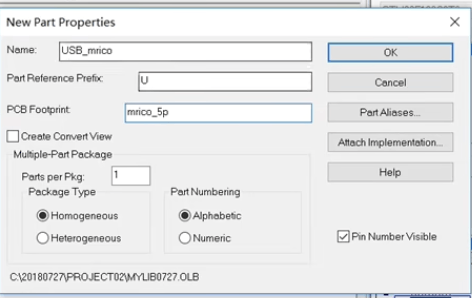 New Part Properties
Name: USB_mrico
OK
Part Reference Prefix: U
Cancel
PCB Footprint: mrico_5p
Part Aliases...
Create Convert View
Attach Implementation...
Multiple-Part Package
Parts per Pkg: 1
Help
Package Type
Part Numbering
Homogeneous
Alphabetic
Heterogeneous
Numeric
Pin Number Visible
C:\20180727\PROJECT02\MYLIB0727.OLB